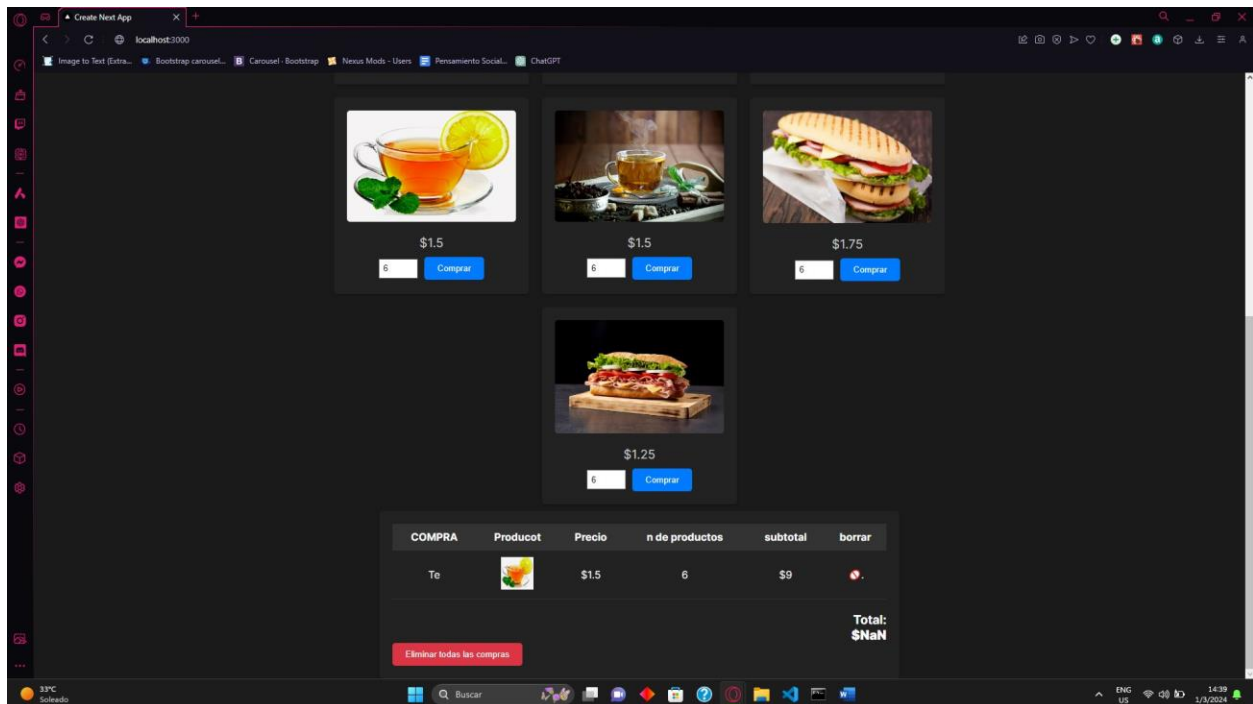 Create Next App
localhost:3000
Image to Text (Extra... Bootstrap carousel... B Carousel · Bootstrap Nexus Mods - Users Pensamiento Social... ChatGPT
$1.5 $1.5 $1.75
6 Comprar 6 Comprar 6 Comprar
$1.25
6 Comprar
COMPRA Producot Precio n de productos subtotal borrar
Te $1.5 6 $9 .
Total:
$NaN
Eliminar todas las compras
33°C
Soleado
Buscar
ENG
US
14:39
1/3/2024